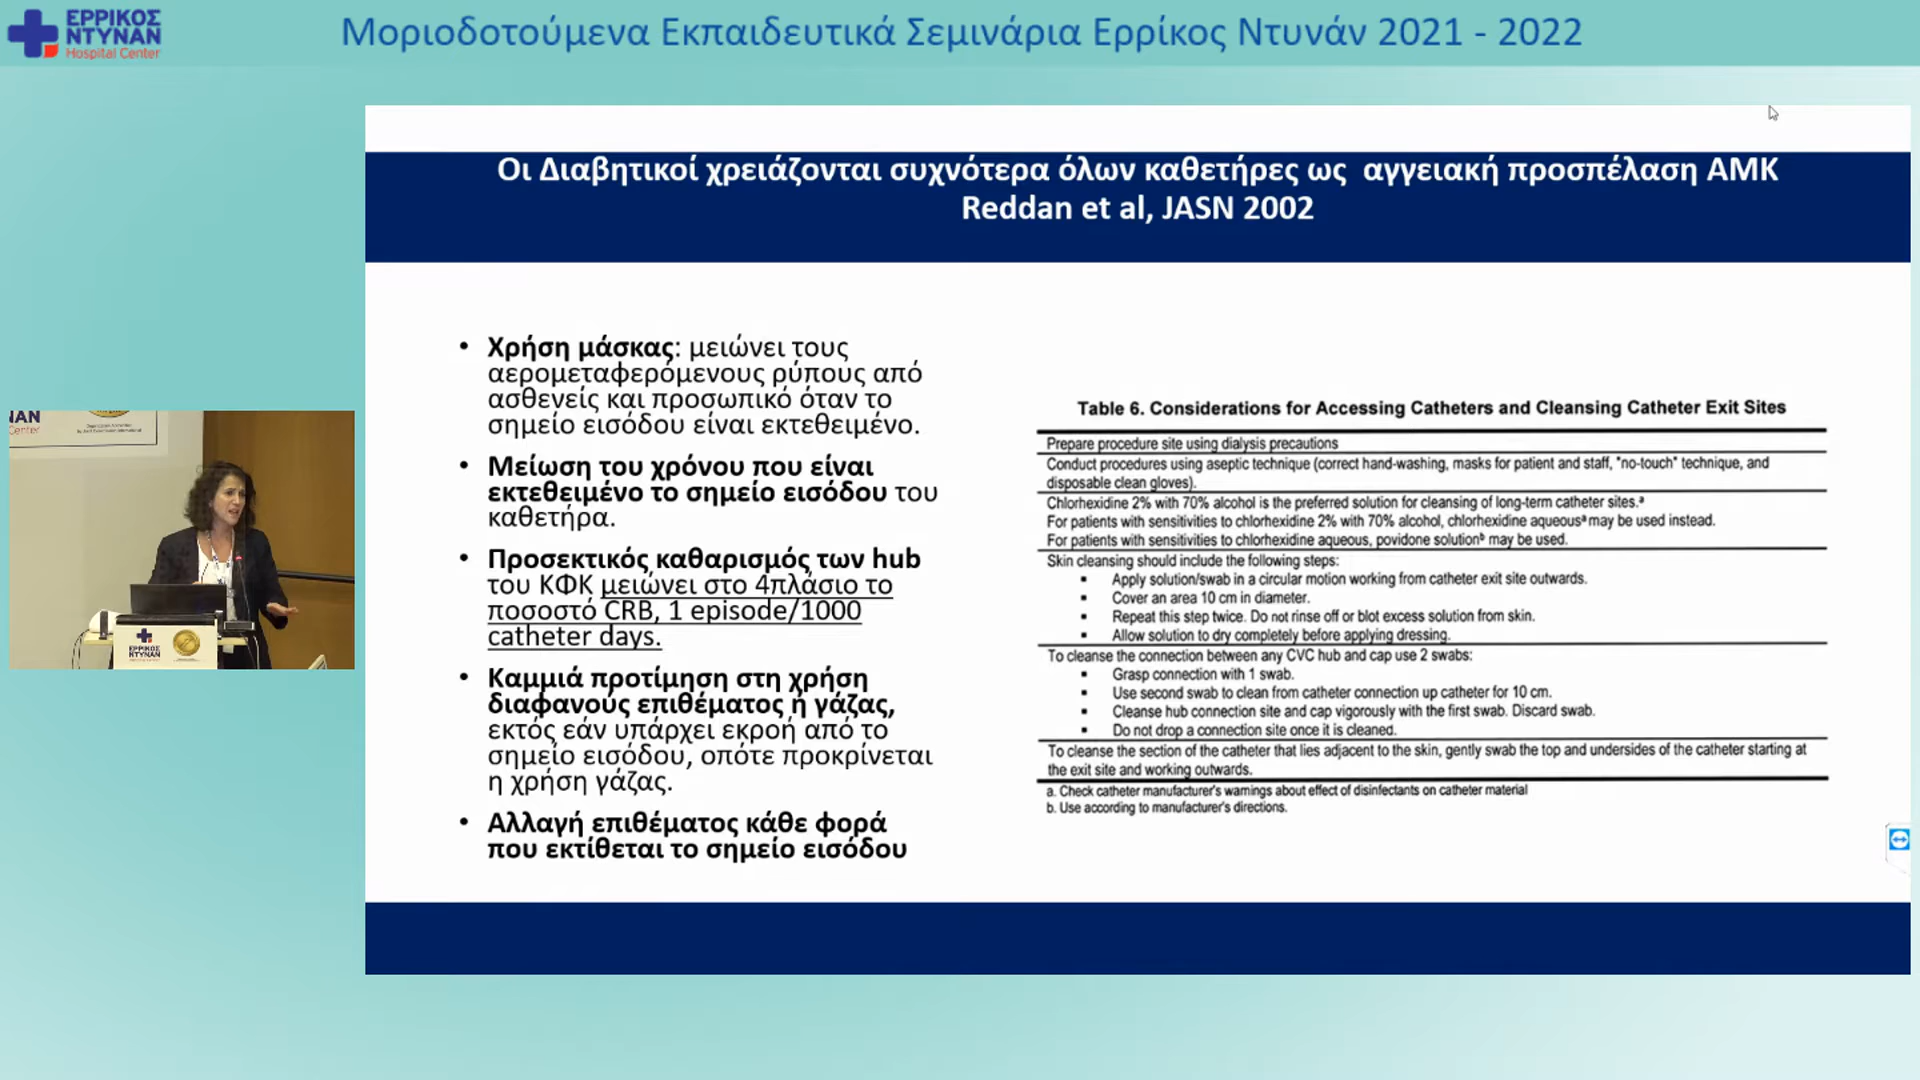 ΕΡΡΙΚΟΣ
ΝΤΥΝΑΝ
Hospital Center
Μοριοδοτούμενα Εκπαιδευτικά Σεμινάρια Ερρίκος Ντυνάν 2021 - 2022
Οι Διαβητικοί χρειάζονται συχνότερα όλων καθετήρες ως αγγειακή προσπέλαση ΑΜΚ
Reddan et al, JASN 2002
• Χρήση μάσκας: μειώνει τους
αερομεταφερόμενους ρύπους από
ασθενείς και προσωπικό όταν το
σημείο εισόδου είναι εκτεθειμένο.
• Μείωση του χρόνου που είναι
εκτεθειμένο το σημείο εισόδου του
καθετήρα.
• Προσεκτικός καθαρισμός των hub
του ΚΦΚ μειώνει στο 4πλάσιο το
ποσοστό CRB, 1 episode/1000
catheter days.
• Καμμιά προτίμηση στη χρήση
διαφανούς επιθέματος ή γάζας,
εκτός εάν υπάρχει εκροή από το
σημείο εισόδου, οπότε προκρίνεται
η χρήση γάζας.
• Αλλαγή επιθέματος κάθε φορά
που εκτίθεται το σημείο εισόδου
Table 6. Considerations for Accessing Catheters and Cleansing Catheter Exit Sites
Prepare procedure site using dialysis precautions
Conduct procedures using aseptic technique (correct hand-washing, masks for patient and staff, "no-touch" technique, and
disposable clean gloves).
Chlorhexidine 2% with 70% alcohol is the preferred solution for cleansing of long-term catheter sites.ª
For patients with sensitivities to chlorhexidine 2% with 70% alcohol, chlorhexidine aqueousª may be used instead.
For patients with sensitivities to chlorhexidine aqueous, povidone solutionᵇ may be used.
Skin cleansing should include the following steps:
▪ Apply solution/swab in a circular motion working from catheter exit site outwards.
▪ Cover an area 10 cm in diameter.
▪ Repeat this step twice. Do not rinse off or blot excess solution from skin.
▪ Allow solution to dry completely before applying dressing.
To cleanse the connection between any CVC hub and cap use 2 swabs:
▪ Grasp connection with 1 swab.
▪ Use second swab to clean from catheter connection up catheter for 10 cm.
▪ Cleanse hub connection site and cap vigorously with the first swab. Discard swab.
▪ Do not drop a connection site once it is cleaned.
To cleanse the section of the catheter that lies adjacent to the skin, gently swab the top and undersides of the catheter starting at
the exit site and working outwards.
a. Check catheter manufacturer's warnings about effect of disinfectants on catheter material
b. Use according to manufacturer's directions.
ΕΡΡΙΚΟΣ
ΝΤΥΝΑΝ